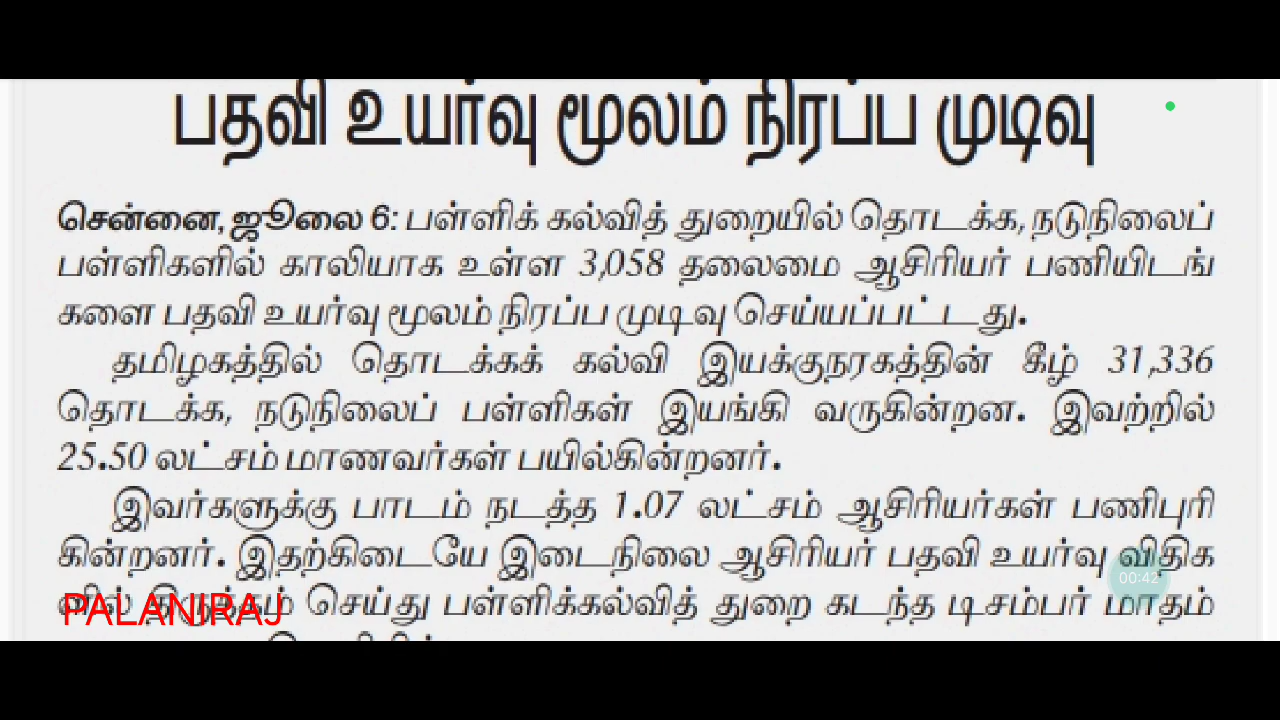 பதவி உயர்வு மூலம் நிரப்ப முடிவு
சென்னை, ஜூலை 6: பள்ளிக் கல்வித் துறையில் தொடக்க, நடுநிலைப்
பள்ளிகளில் காலியாக உள்ள 3,058 தலைமை ஆசிரியர் பணியிடங்
களை பதவி உயர்வு மூலம் நிரப்ப முடிவு செய்யப்பட்டது.
தமிழகத்தில் தொடக்கக் கல்வி இயக்குநரகத்தின் கீழ் 31,336
தொடக்க, நடுநிலைப் பள்ளிகள் இயங்கி வருகின்றன. இவற்றில்
25.50 லட்சம் மாணவர்கள் பயில்கின்றனர்.
இவர்களுக்கு பாடம் நடத்த 1.07 லட்சம் ஆசிரியர்கள் பணிபுரி
கின்றனர். இதற்கிடையே இடைநிலை ஆசிரியர் பதவி உயர்வு விதிக
00:42
செய்து பள்ளிக்கல்வித் துறை கடந்த டிசம்பர் மாதம்
PALANIRAJ